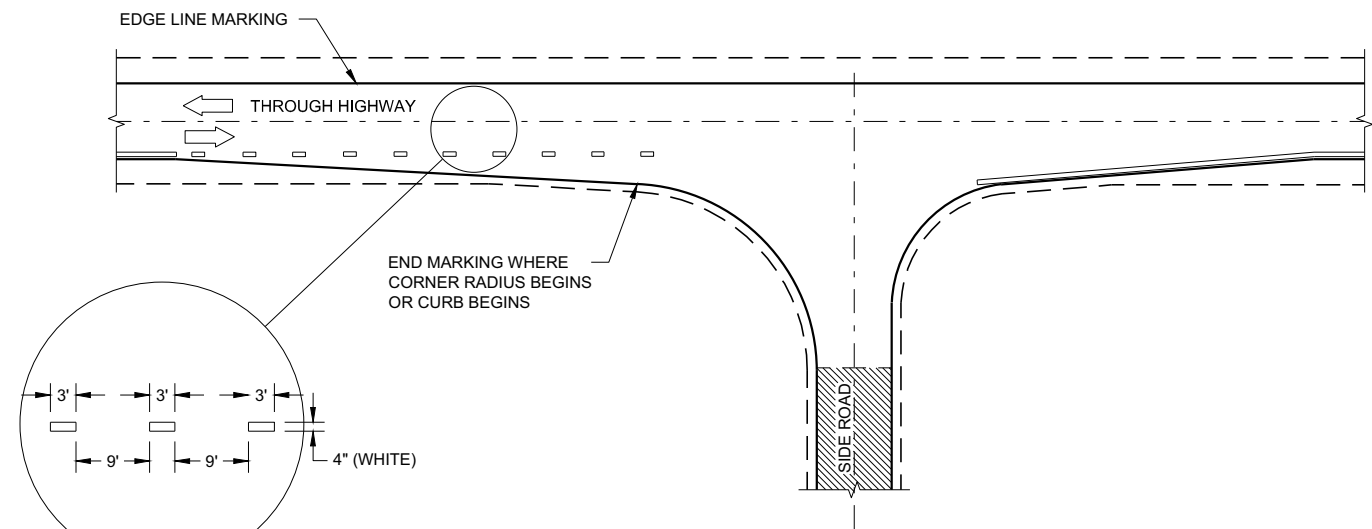 EDGE LINE MARKING
THROUGH HIGHWAY
END MARKING WHERE
CORNER RADIUS BEGINS
OR CURB BEGINS
3' 3' 3'
9' 9'
4" (WHITE)
SIDE ROAD